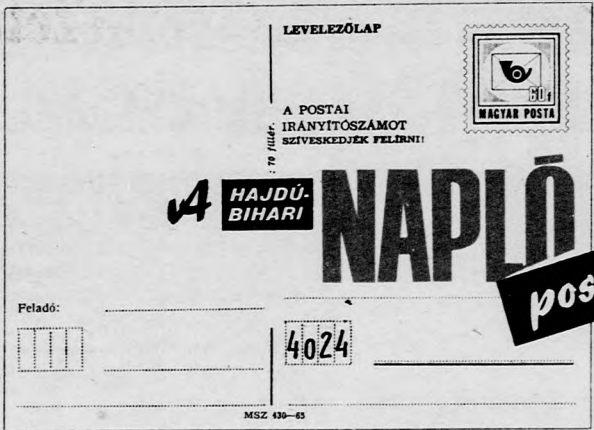 LEVELEZŐLAP
60f
MAGYAR POSTA
A POSTAI
IRÁNYÍTÓSZÁMOT
SZÍVESKEDJÉK FELÍRNI!
: 70 fillér.
A HAJDÚ-
BIHARI
NAPLÓ
pos
Feladó:
4024
MSZ 430—65